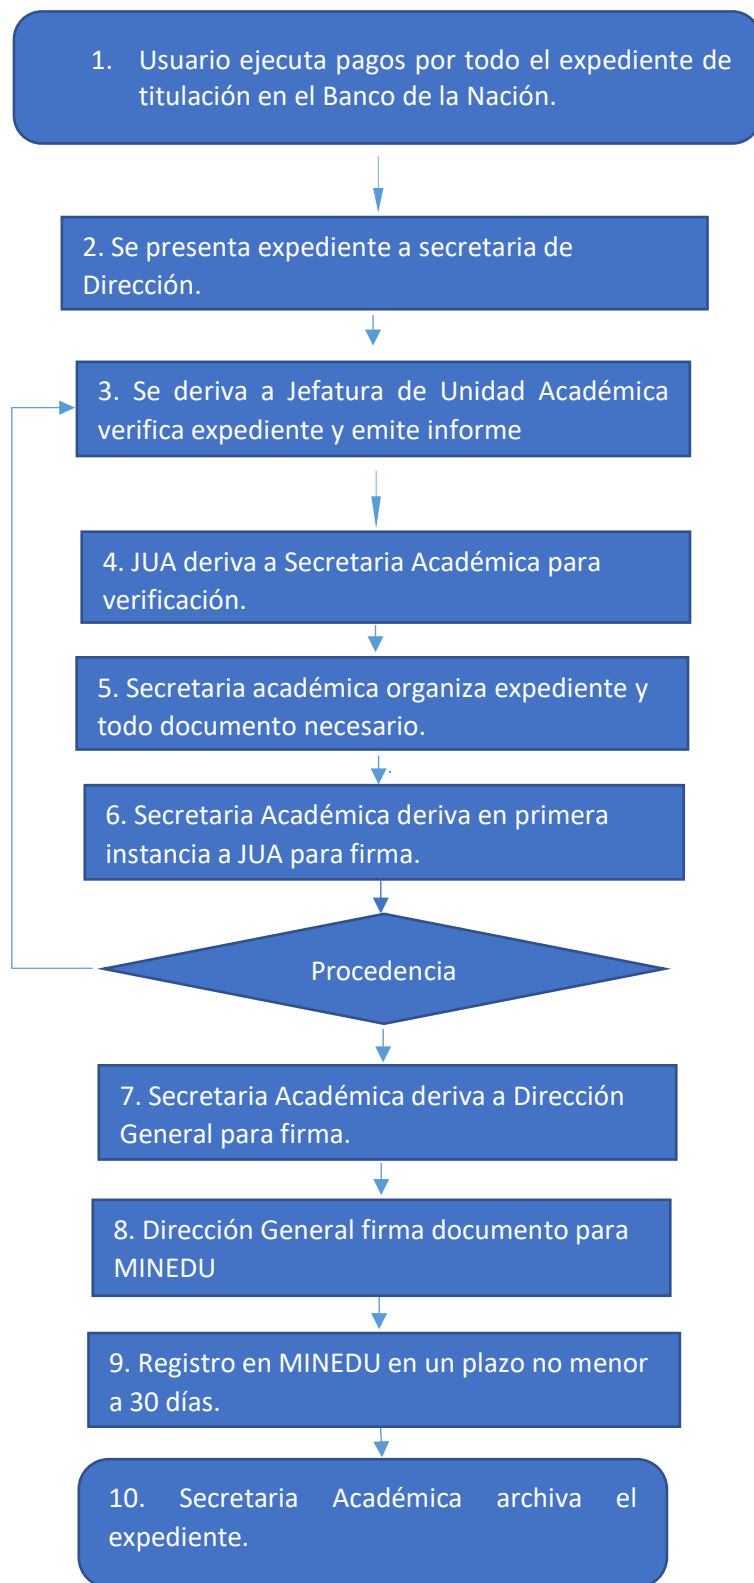 1. Usuario ejecuta pagos por todo el expediente de
titulación en el Banco de la Nación.
2. Se presenta expediente a secretaria de
Dirección.
3. Se deriva a Jefatura de Unidad Académica
verifica expediente y emite informe
4. JUA deriva a Secretaria Académica para
verificación.
5. Secretaria académica organiza expediente y
todo documento necesario.
.
6. Secretaria Académica deriva en primera
instancia a JUA para firma.
Procedencia
7. Secretaria Académica deriva a Dirección
General para firma.
8. Dirección General firma documento para
MINEDU
9. Registro en MINEDU en un plazo no menor
a 30 días.
10. Secretaria Académica archiva el
expediente.